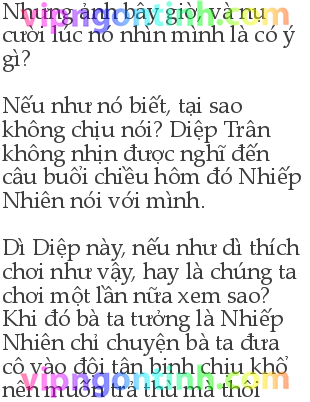 Nhưng ảnh bây giờ, và nụ
cười lúc nó nhìn mình là có ý
gì?
Nếu như nó biết, tại sao
không chịu nói? Diệp Trân
không nhịn được nghĩ đến
câu buổi chiều hôm đó Nhiếp
Nhiên nói với mình.
Dì Diệp này, nếu như dì thích
chơi như vậy, hay là chúng ta
chơi một lần nữa xem sao?
Khi đó bà ta tưởng là Nhiếp
Nhiên chỉ chuyện bà ta đưa
cô vào đội tân binh chịu khổ
nên muốn trả thù mà thôi
vipngontinh.com
vipngontinh.com